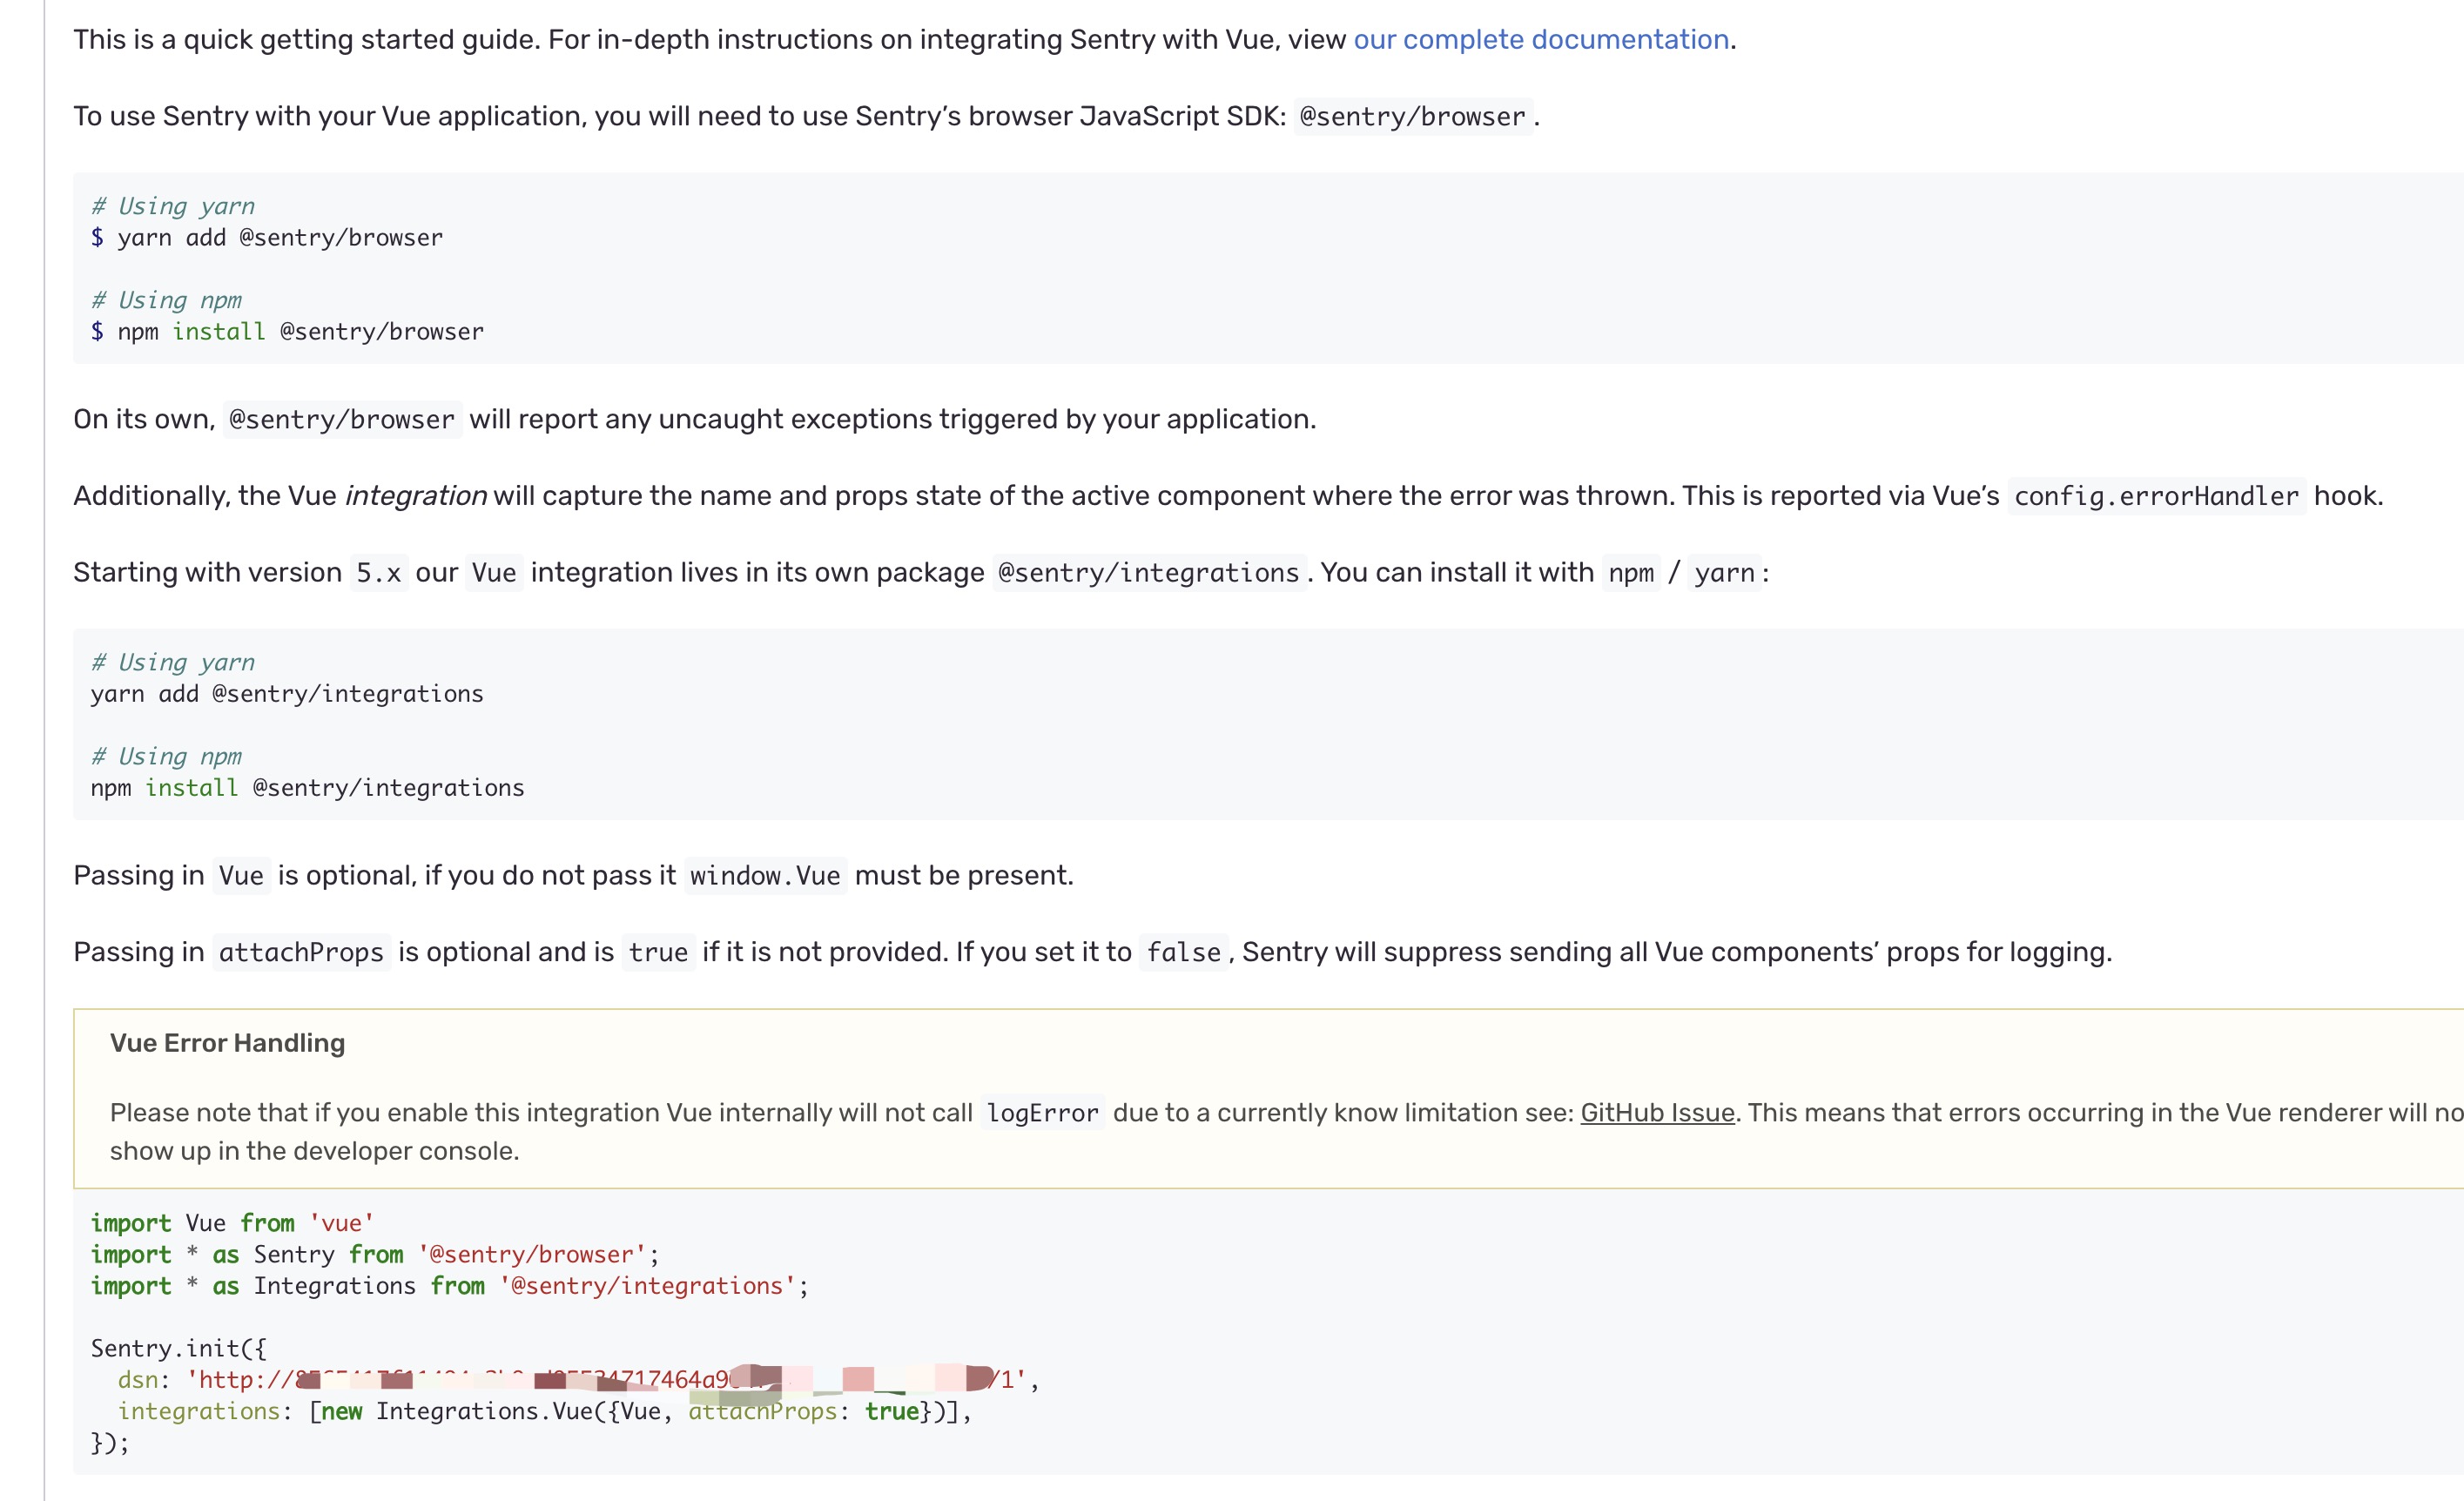 This is a quick getting started guide. For in-depth instructions on integrating Sentry with Vue, view our complete documentation.
To use Sentry with your Vue application, you will need to use Sentry’s browser JavaScript SDK: @sentry/browser.
# Using yarn
$ yarn add @sentry/browser
# Using npm
$ npm install @sentry/browser
On its own, @sentry/browser will report any uncaught exceptions triggered by your application.
Additionally, the Vue integration will capture the name and props state of the active component where the error was thrown. This is reported via Vue’s config.errorHandler hook.
Starting with version 5.x our Vue integration lives in its own package @sentry/integrations. You can install it with npm / yarn:
# Using yarn
yarn add @sentry/integrations
# Using npm
npm install @sentry/integrations
Passing in Vue is optional, if you do not pass it window.Vue must be present.
Passing in attachProps is optional and is true if it is not provided. If you set it to false, Sentry will suppress sending all Vue components’ props for logging.
Vue Error Handling
Please note that if you enable this integration Vue internally will not call logError due to a currently know limitation see: GitHub Issue. This means that errors occurring in the Vue renderer will no
show up in the developer console.
import Vue from 'vue'
import * as Sentry from '@sentry/browser';
import * as Integrations from '@sentry/integrations';
Sentry.init({
dsn: 'http:// /1',
integrations: [new Integrations.Vue({Vue, attachProps: true})],
});